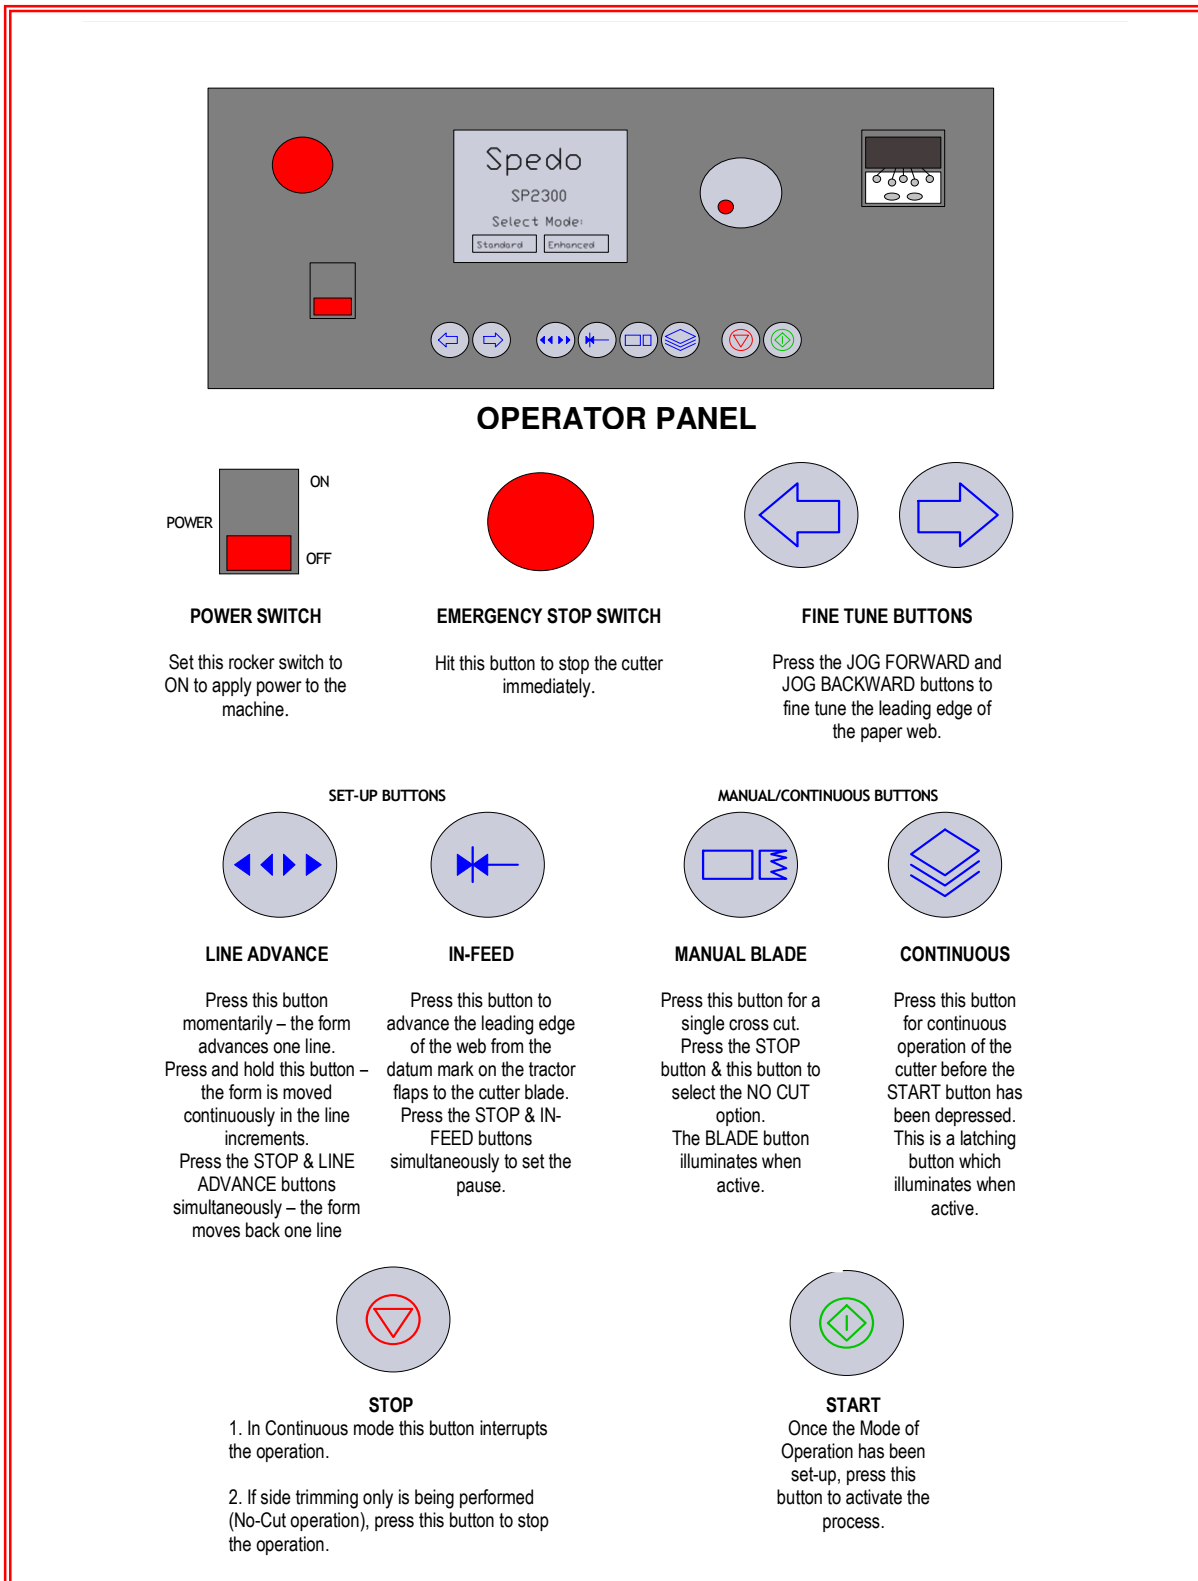 Spedo
SP2300
Select Mode:
Standard Enhanced
OPERATOR PANEL
ON
POWER
OFF
POWER SWITCH
Set this rocker switch to
ON to apply power to the
machine.
EMERGENCY STOP SWITCH
Hit this button to stop the cutter
immediately.
FINE TUNE BUTTONS
Press the JOG FORWARD and
JOG BACKWARD buttons to
fine tune the leading edge of
the paper web.
SET-UP BUTTONS
MANUAL/CONTINUOUS BUTTONS
LINE ADVANCE
Press this button
momentarily – the form
advances one line.
Press and hold this button –
the form is moved
continuously in the line
increments.
Press the STOP & LINE
ADVANCE buttons
simultaneously – the form
moves back one line
IN-FEED
Press this button to
advance the leading edge
of the web from the
datum mark on the tractor
flaps to the cutter blade.
Press the STOP & IN-
FEED buttons
simultaneously to set the
pause.
MANUAL BLADE
Press this button for a
single cross cut.
Press the STOP
button & this button to
select the NO CUT
option.
The BLADE button
illuminates when
active.
CONTINUOUS
Press this button
for continuous
operation of the
cutter before the
START button has
been depressed.
This is a latching
button which
illuminates when
active.
STOP
1. In Continuous mode this button interrupts
the operation.
2. If side trimming only is being performed
(No-Cut operation), press this button to stop
the operation.
START
Once the Mode of
Operation has been
set-up, press this
button to activate the
process.